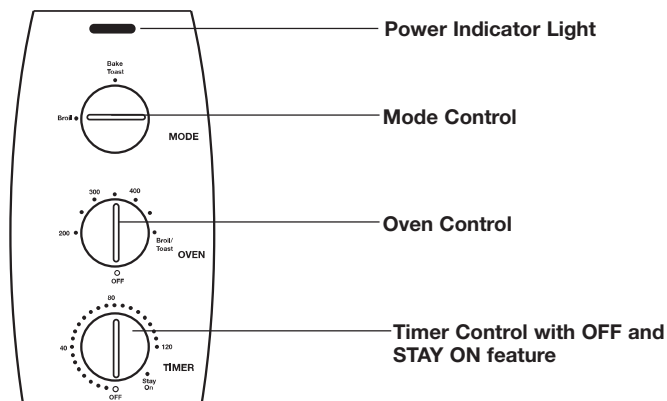 Power Indicator Light
Bake
Toast
Broil
MODE
Mode Control
300
400
200
Broil/
Toast
OVEN
OFF
Oven Control
80
40
120
TIMER
Stay
On
OFF
Timer Control with OFF and
STAY ON feature